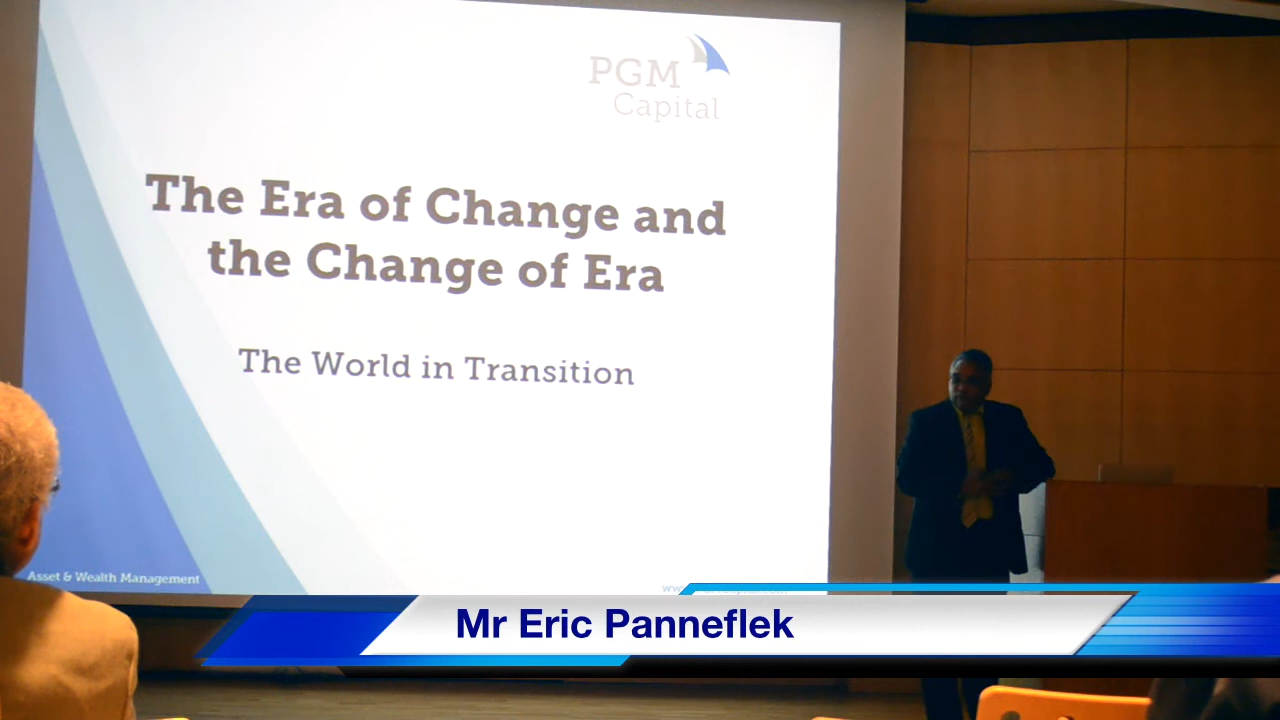 PGM
Capital
The Era of Change and
the Change of Era
The World in Transition
Asset & Wealth Management
Mr Eric Panneflek